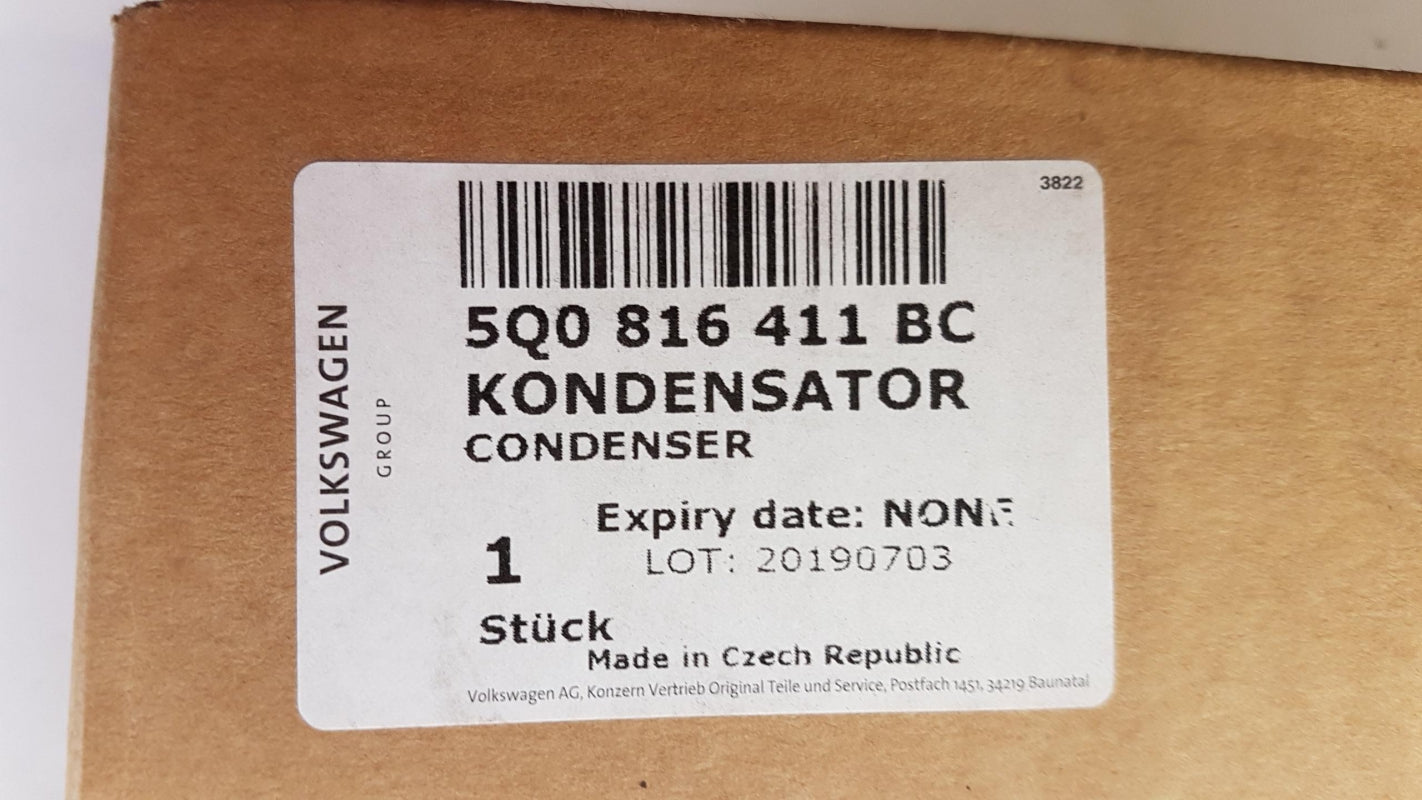 3822
5Q0 816 411 BC
KONDENSATOR
CONDENSER
Expiry date: NONE
LOT: 20190703
1
Stück
Made in Czech Republic
Volkswagen AG, Konzern Vertrieb Original Teile und Service, Postfach 1451, 34219 Baunatal
VOLKSWAGEN
GROUP